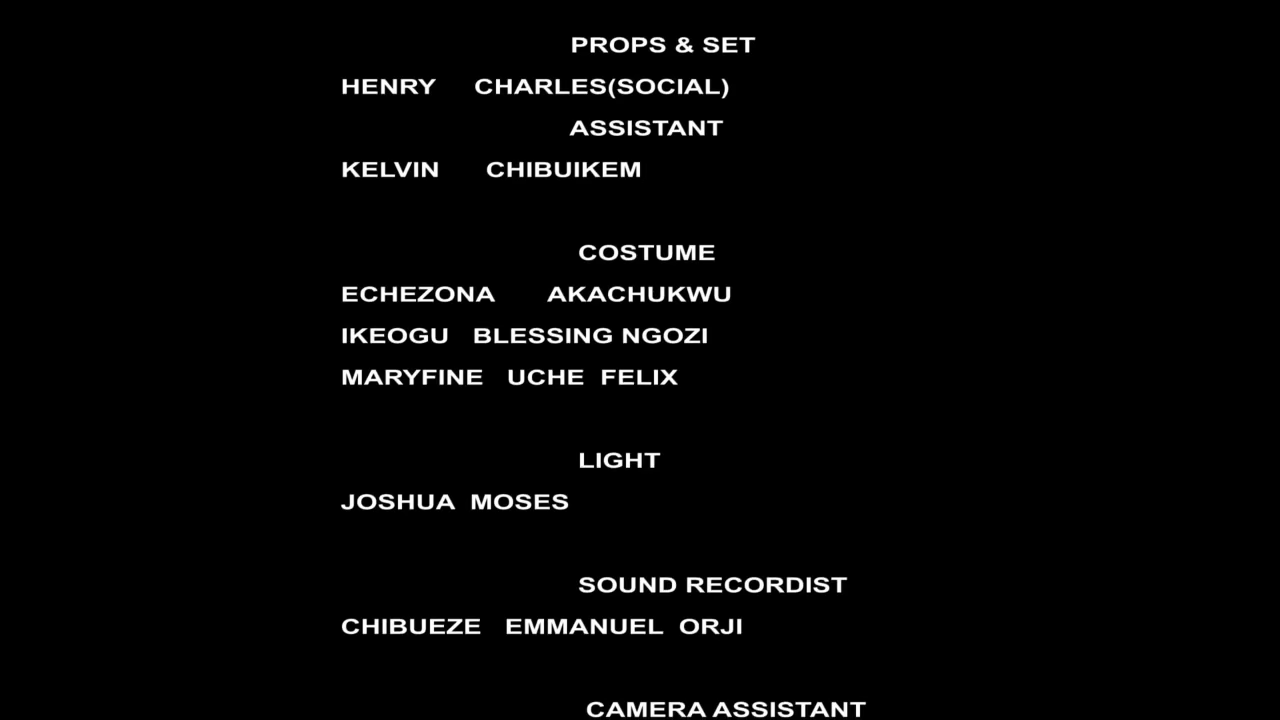 PROPS & SET
HENRY CHARLES(SOCIAL)
ASSISTANT
KELVIN CHIBUIKEM
COSTUME
ECHEZONA AKACHUKWU
IKEOGU BLESSING NGOZI
MARYFINE UCHE FELIX
LIGHT
JOSHUA MOSES
SOUND RECORDIST
CHIBUEZE EMMANUEL ORJI
CAMERA ASSISTANT